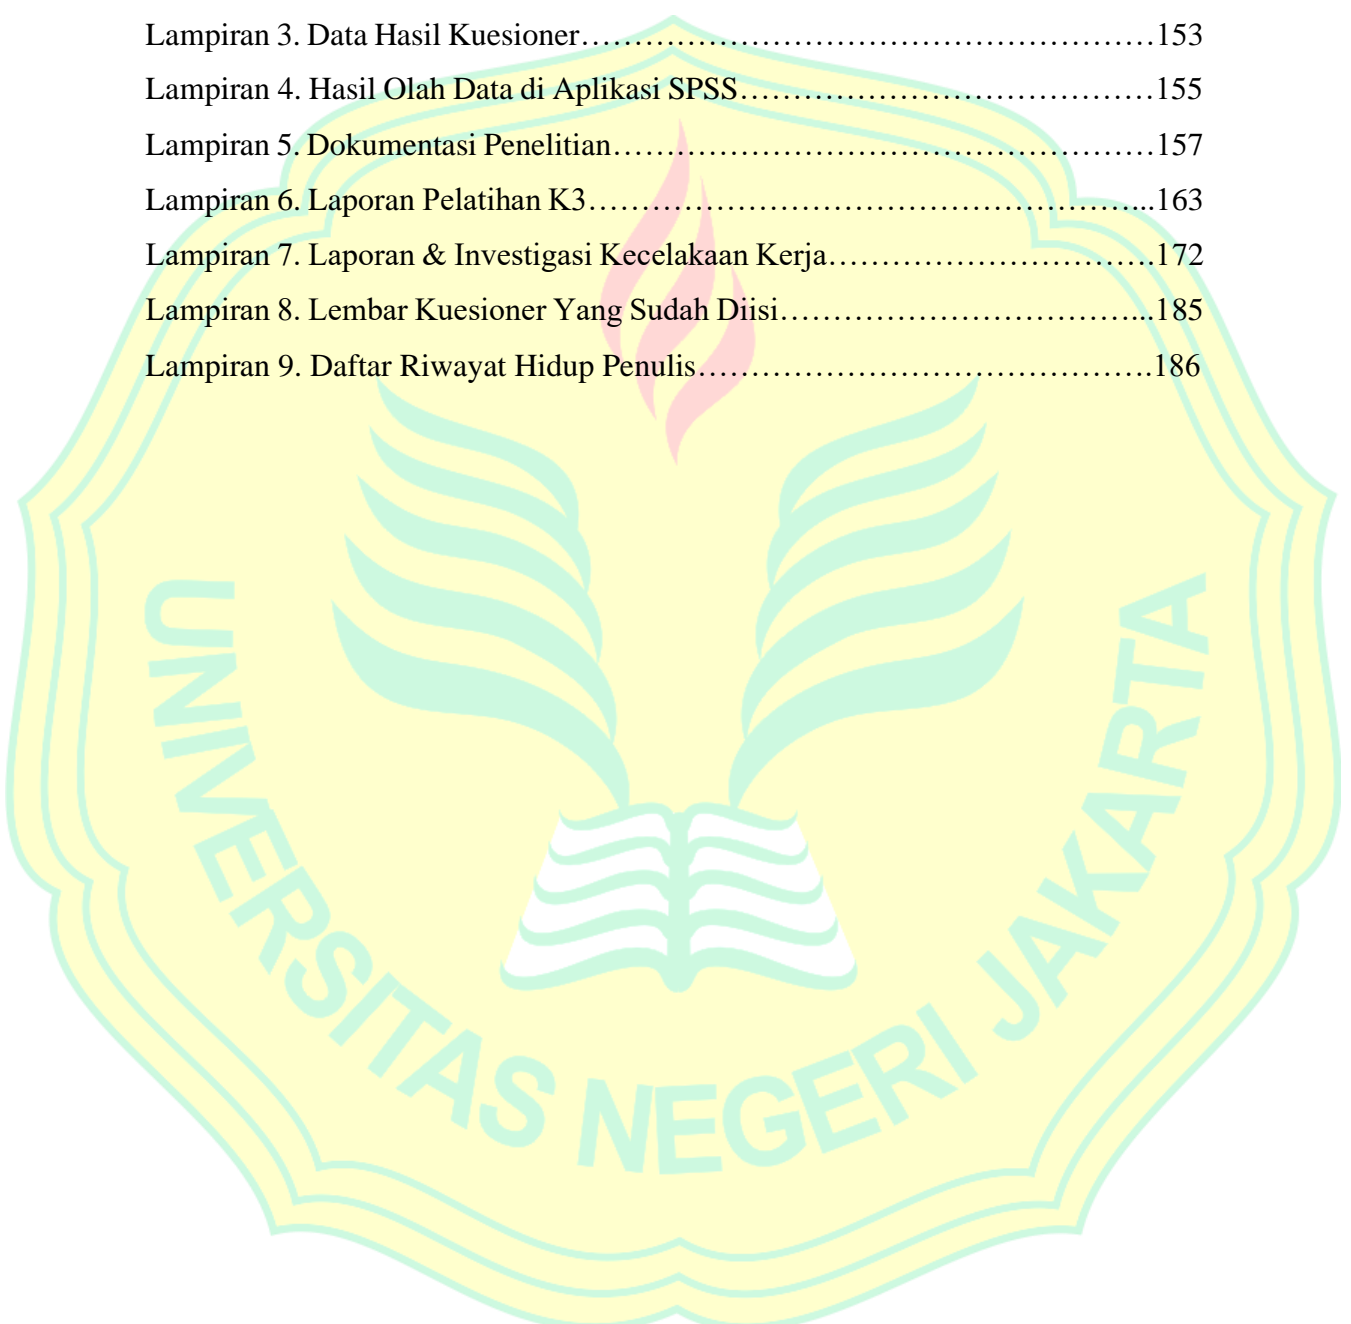 Lampiran 3. Data Hasil Kuesioner………………………………………………153
Lampiran 4. Hasil Olah Data di Aplikasi SPSS…………………………………155
Lampiran 5. Dokumentasi Penelitian……………………………………………157
Lampiran 6. Laporan Pelatihan K3……………………………………………...163
Lampiran 7. Laporan & Investigasi Kecelakaan Kerja………………………….172
Lampiran 8. Lembar Kuesioner Yang Sudah Diisi……………………………...185
Lampiran 9. Daftar Riwayat Hidup Penulis…………………………………….186
UNIVERSITAS NEGERI JAKARTA